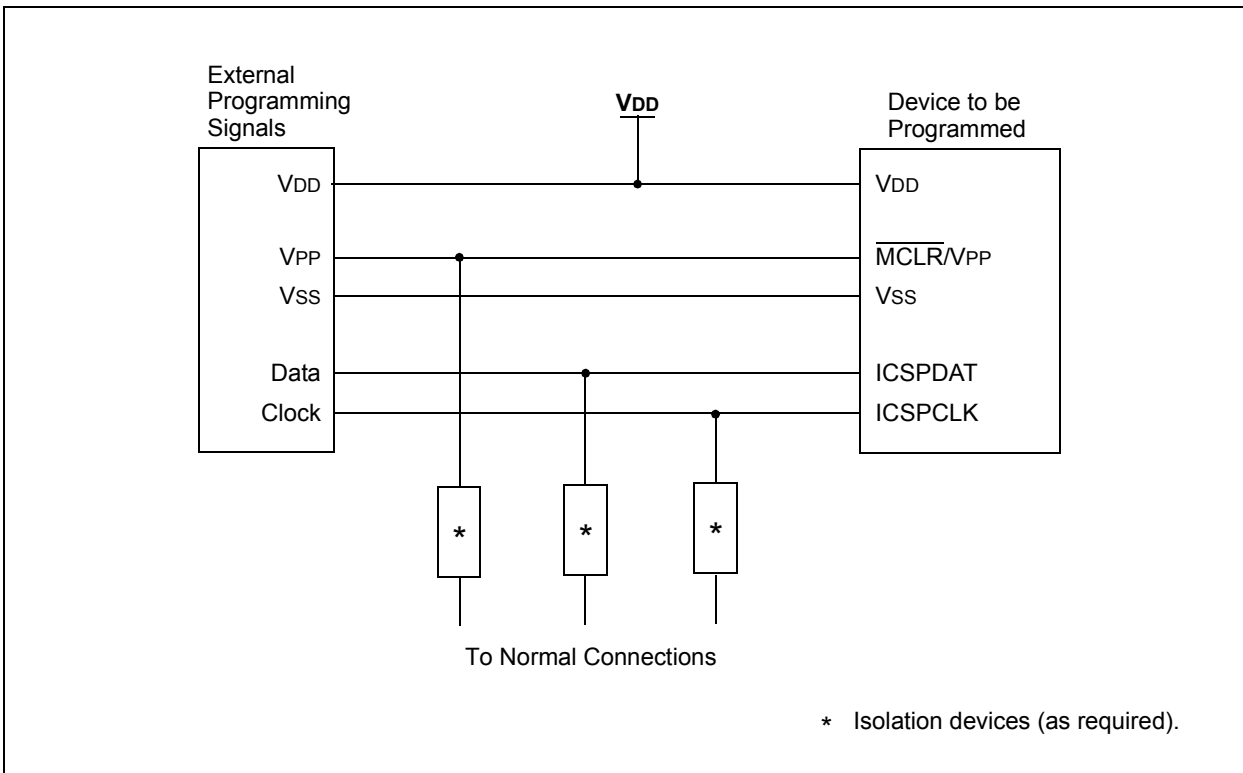 External
Programming
Signals
VDD
Device to be
Programmed
VDD
VDD
VPP
MCLR/VPP
VSS
VSS
Data
ICSPDAT
Clock
ICSPCLK
*
*
*
To Normal Connections
* Isolation devices (as required).